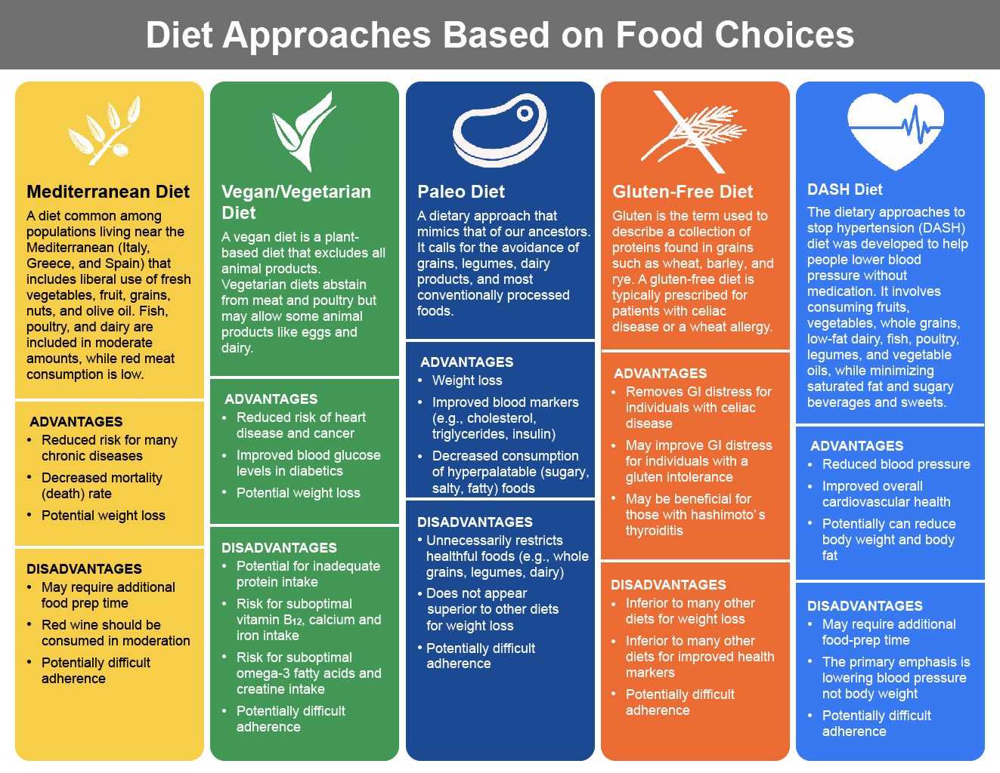 Diet Approaches Based on Food Choices
Mediterranean Diet
A diet common among
populations living near the
Mediterranean (Italy,
Greece, and Spain) that
includes liberal use of fresh
vegetables, fruit, grains,
nuts, and olive oil. Fish,
poultry, and dairy are
included in moderate
amounts, while red meat
consumption is low.
ADVANTAGES
• Reduced risk for many
chronic diseases
• Decreased mortality
(death) rate
• Potential weight loss
DISADVANTAGES
• May require additional
food prep time
• Red wine should be
consumed in moderation
• Potentially difficult
adherence
Vegan/Vegetarian
Diet
A vegan diet is a plant-
based diet that excludes all
animal products.
Vegetarian diets abstain
from meat and poultry but
may allow some animal
products like eggs and
dairy.
ADVANTAGES
• Reduced risk of heart
disease and cancer
• Improved blood glucose
levels in diabetics
• Potential weight loss
DISADVANTAGES
• Potential for inadequate
protein intake
• Risk for suboptimal
vitamin B₁₂, calcium and
iron intake
• Risk for suboptimal
omega-3 fatty acids and
creatine intake
• Potentially difficult
adherence
Paleo Diet
A dietary approach that
mimics that of our ancestors.
It calls for the avoidance of
grains, legumes, dairy
products, and most
conventionally processed
foods.
ADVANTAGES
• Weight loss
• Improved blood markers
(e.g., cholesterol,
triglycerides, insulin)
• Decreased consumption
of hyperpalatable (sugary,
salty, fatty) foods
DISADVANTAGES
• Unnecessarily restricts
healthful foods (e.g., whole
grains, legumes, dairy)
• Does not appear
superior to other diets
for weight loss
• Potentially difficult
adherence
Gluten-Free Diet
Gluten is the term used to
describe a collection of
proteins found in grains
such as wheat, barley, and
rye. A gluten-free diet is
typically prescribed for
patients with celiac
disease or a wheat allergy.
ADVANTAGES
• Removes GI distress for
individuals with celiac
disease
• May improve GI distress
for individuals with a
gluten intolerance
• May be beneficial for
those with hashimoto's
thyroiditis
DISADVANTAGES
• Inferior to many other
diets for weight loss
• Inferior to many other
diets for improved health
markers
• Potentially difficult
adherence
DASH Diet
The dietary approaches to
stop hypertension (DASH)
diet was developed to help
people lower blood
pressure without
medication. It involves
consuming fruits,
vegetables, whole grains,
low-fat dairy, fish, poultry,
legumes, and vegetable
oils, while minimizing
saturated fat and sugary
beverages and sweets.
ADVANTAGES
• Reduced blood pressure
• Improved overall
cardiovascular health
• Potentially can reduce
body weight and body
fat
DISADVANTAGES
• May require additional
food-prep time
• The primary emphasis is
lowering blood pressure
not body weight
• Potentially difficult
adherence